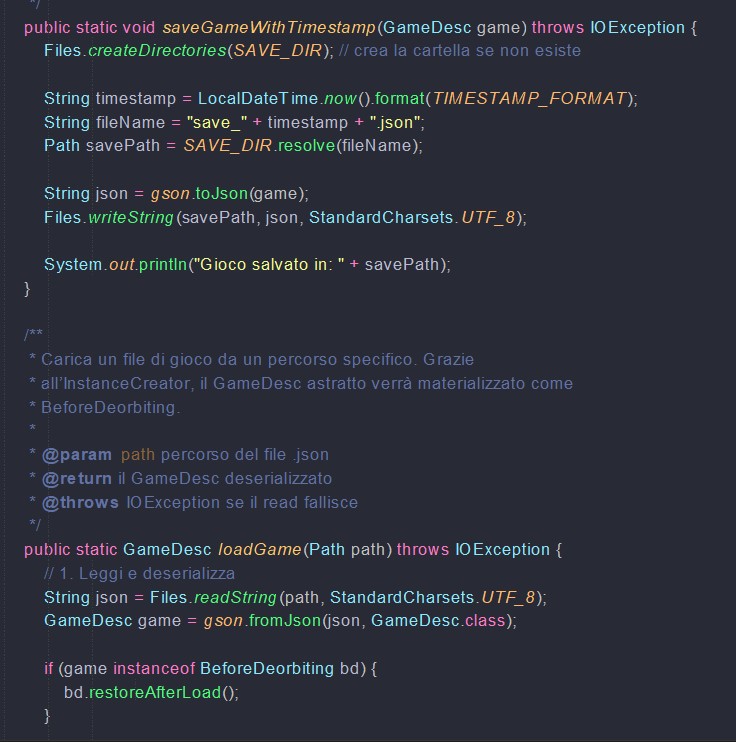 */
public static void saveGameWithTimestamp(GameDesc game) throws IOException {
Files.createDirectories(SAVE_DIR); // crea la cartella se non esiste
String timestamp = LocalDateTime.now().format(TIMESTAMP_FORMAT);
String fileName = "save_" + timestamp + ".json";
Path savePath = SAVE_DIR.resolve(fileName);
String json = gson.toJson(game);
Files.writeString(savePath, json, StandardCharsets.UTF_8);
System.out.println("Gioco salvato in: " + savePath);
}
/**
* Carica un file di gioco da un percorso specifico. Grazie
* all'InstanceCreator, il GameDesc astratto verrà materializzato come
* BeforeDeorbiting.
*
* @param path percorso del file .json
* @return il GameDesc deserializzato
* @throws IOException se il read fallisce
*/
public static GameDesc loadGame(Path path) throws IOException {
// 1. Leggi e deserializza
String json = Files.readString(path, StandardCharsets.UTF_8);
GameDesc game = gson.fromJson(json, GameDesc.class);
if (game instanceof BeforeDeorbiting bd) {
bd.restoreAfterLoad();
}